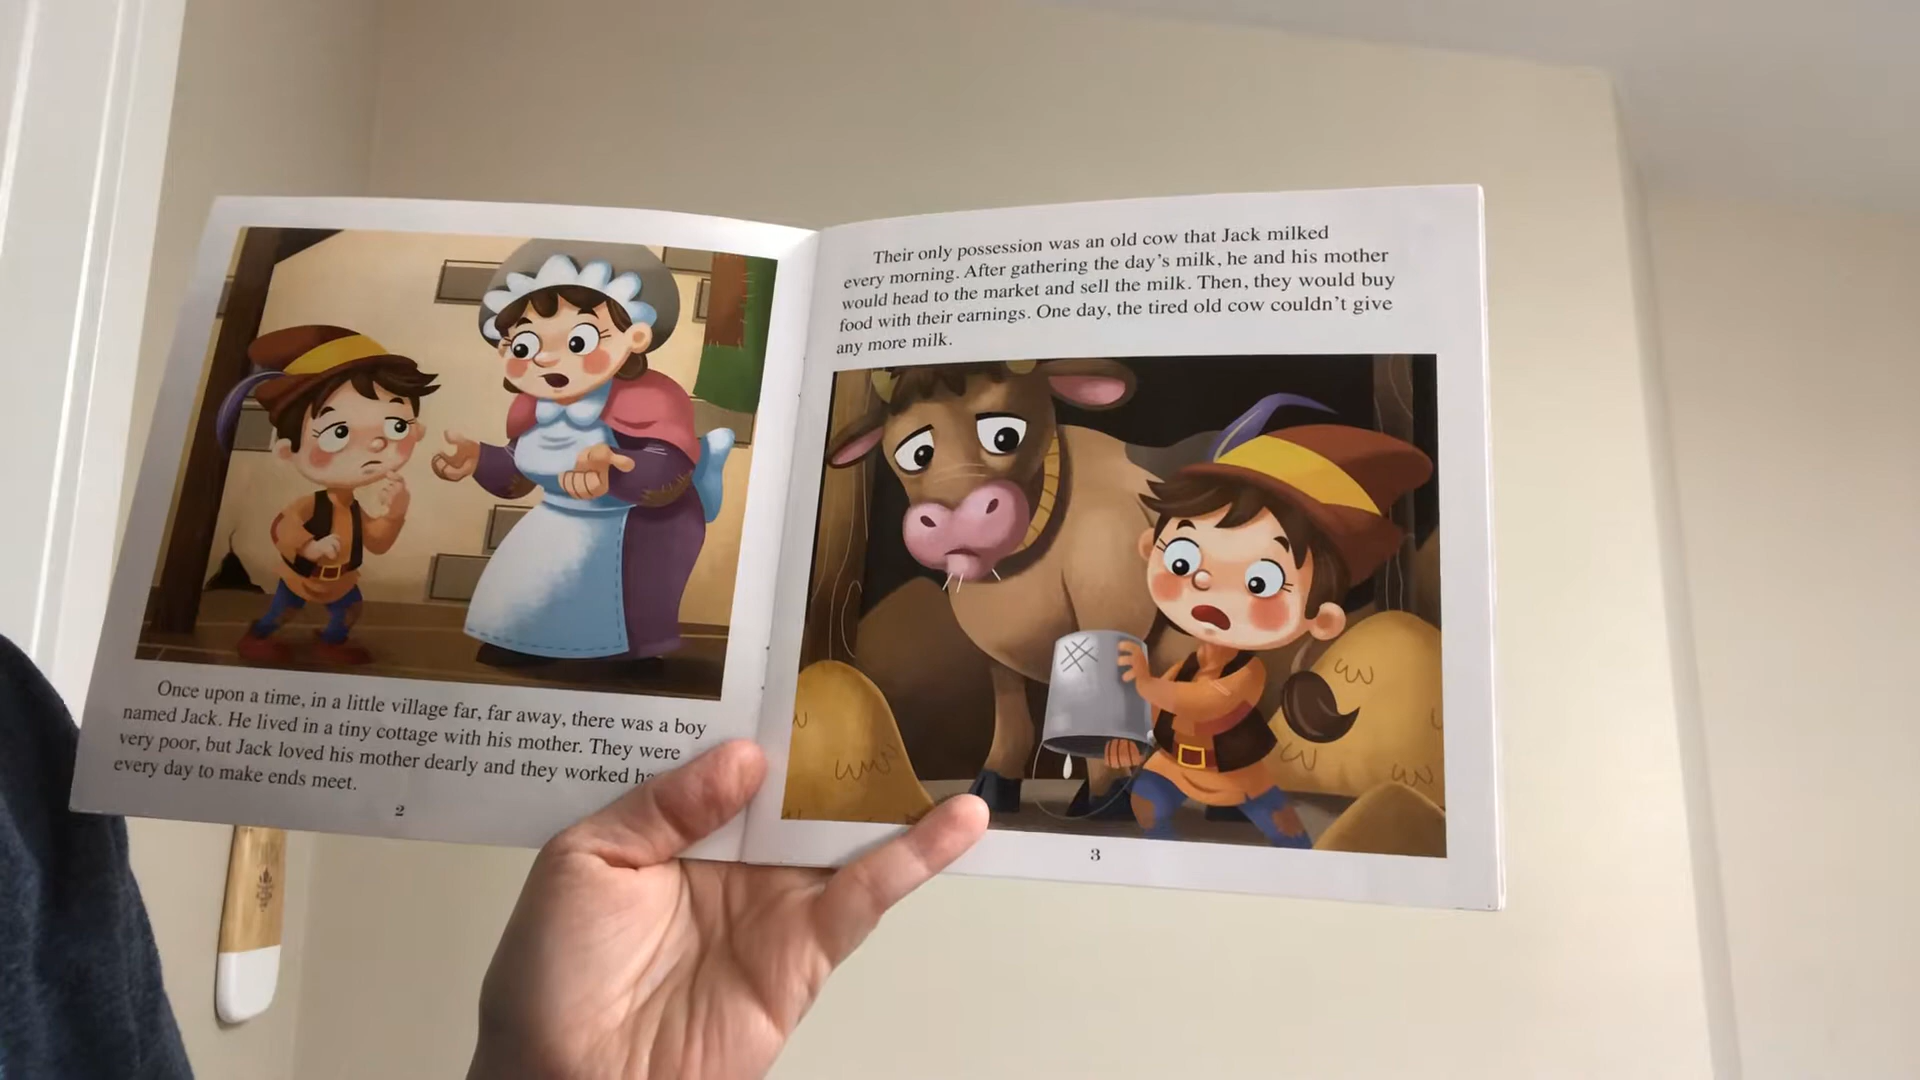 Once upon a time, in a little village far, far away, there was a boy
named Jack. He lived in a tiny cottage with his mother. They were
very poor, but Jack loved his mother dearly and they worked
every day to make ends meet.
2
Their only possession was an old cow that Jack milked
every morning. After gathering the day's milk, he and his mother
would head to the market and sell the milk. Then, they would buy
food with their earnings. One day, the tired old cow couldn't give
any more milk.
3